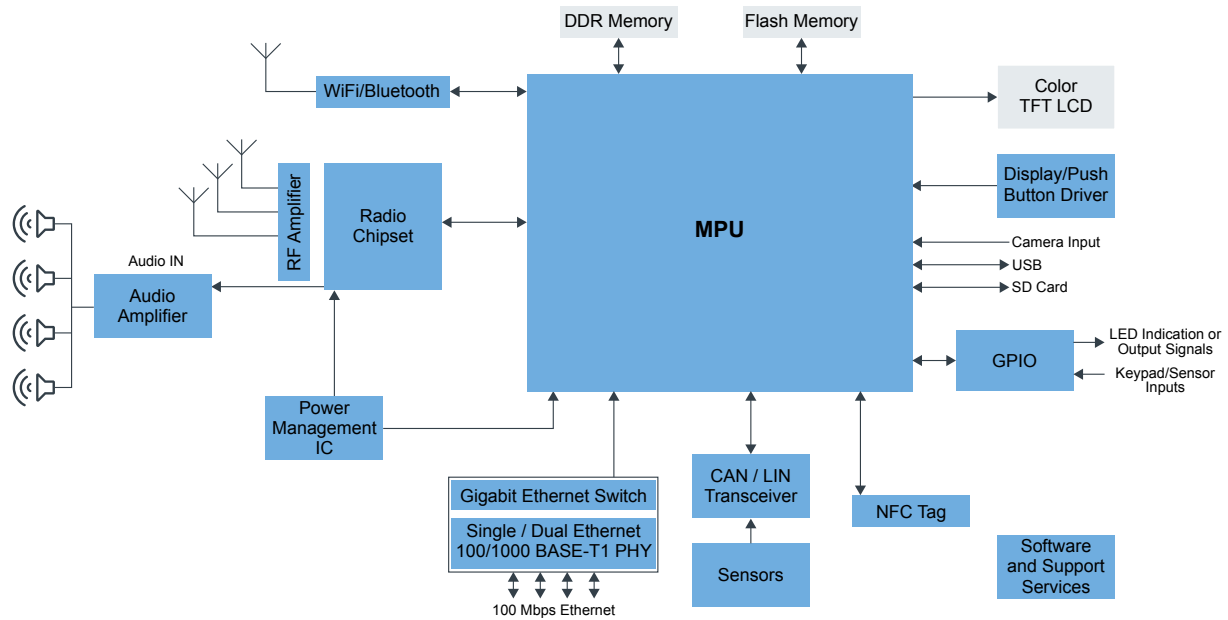 DDR Memory
Flash Memory
WiFi/Bluetooth
Color
TFT LCD
RF Amplifier
Radio
Chipset
MPU
Display/Push
Button Driver
Camera Input
USB
SD Card
Audio IN
Audio
Amplifier
GPIO
LED Indication or
Output Signals
Keypad/Sensor
Inputs
Power
Management
IC
Gigabit Ethernet Switch
Single / Dual Ethernet
100/1000 BASE-T1 PHY
100 Mbps Ethernet
CAN / LIN
Transceiver
Sensors
NFC Tag
Software
and Support
Services